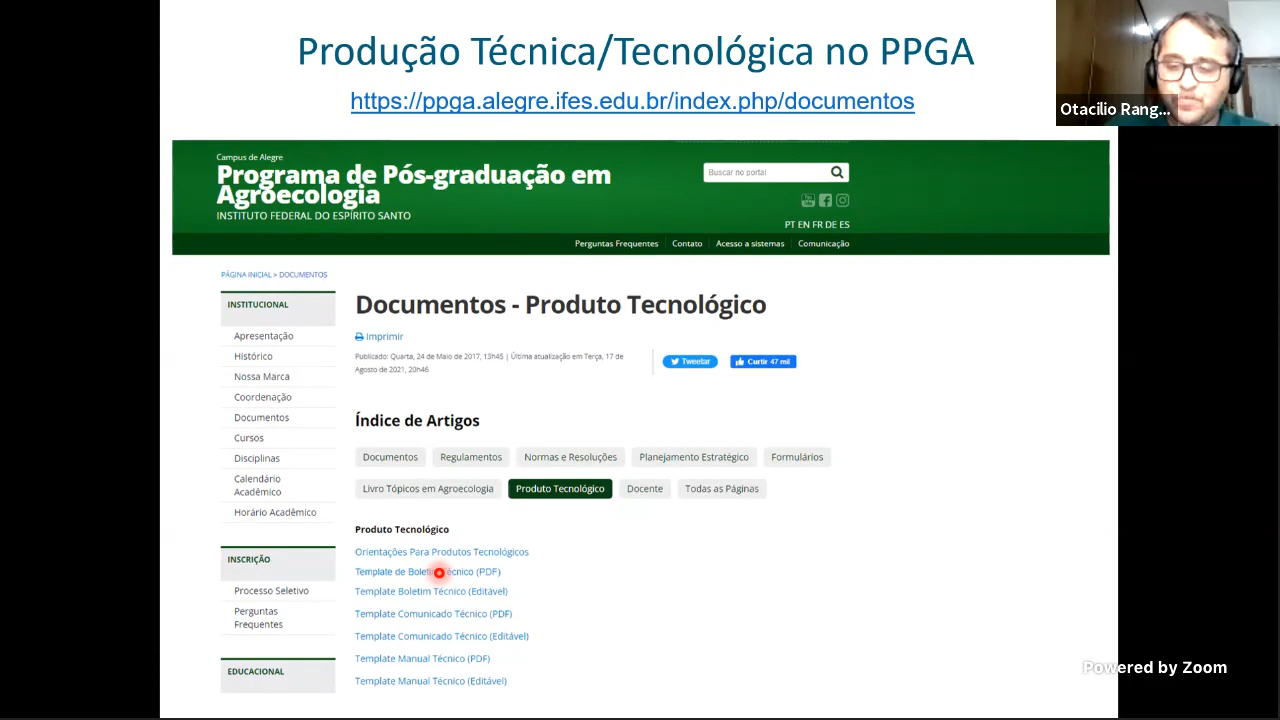 Produção Técnica/Tecnológica no PPGA
https://ppga.alegre.ifes.edu.br/index.php/documentos
Otacilio Rang...
Campus de Alegre
Programa de Pós-graduação em
Agroecologia
INSTITUTO FEDERAL DO ESPÍRITO SANTO
Buscar no portal
You Tube
PT EN FR DE ES
Perguntas Frequentes Contato Acesso a sistemas Comunicação
PÁGINA INICIAL > DOCUMENTOS
INSTITUCIONAL
Apresentação
Histórico
Nossa Marca
Coordenação
Documentos
Cursos
Disciplinas
Calendário
Acadêmico
Horário Acadêmico
INSCRIÇÃO
Processo Seletivo
Perguntas
Frequentes
EDUCACIONAL
Documentos - Produto Tecnológico
Imprimir
Publicado: Quarta, 24 de Maio de 2017, 13h45 | Última atualização em Terça, 17 de
Agosto de 2021, 20h46
Tweetar
Curtir 47 mil
Índice de Artigos
Documentos Regulamentos Normas e Resoluções Planejamento Estratégico Formulários
Livro Tópicos em Agroecologia Produto Tecnológico Docente Todas as Páginas
Produto Tecnológico
Orientações Para Produtos Tecnológicos
Template de Boletim Técnico (PDF)
Template Boletim Técnico (Editável)
Template Comunicado Técnico (PDF)
Template Comunicado Técnico (Editável)
Template Manual Técnico (PDF)
Template Manual Técnico (Editável)
Powered by Zoom